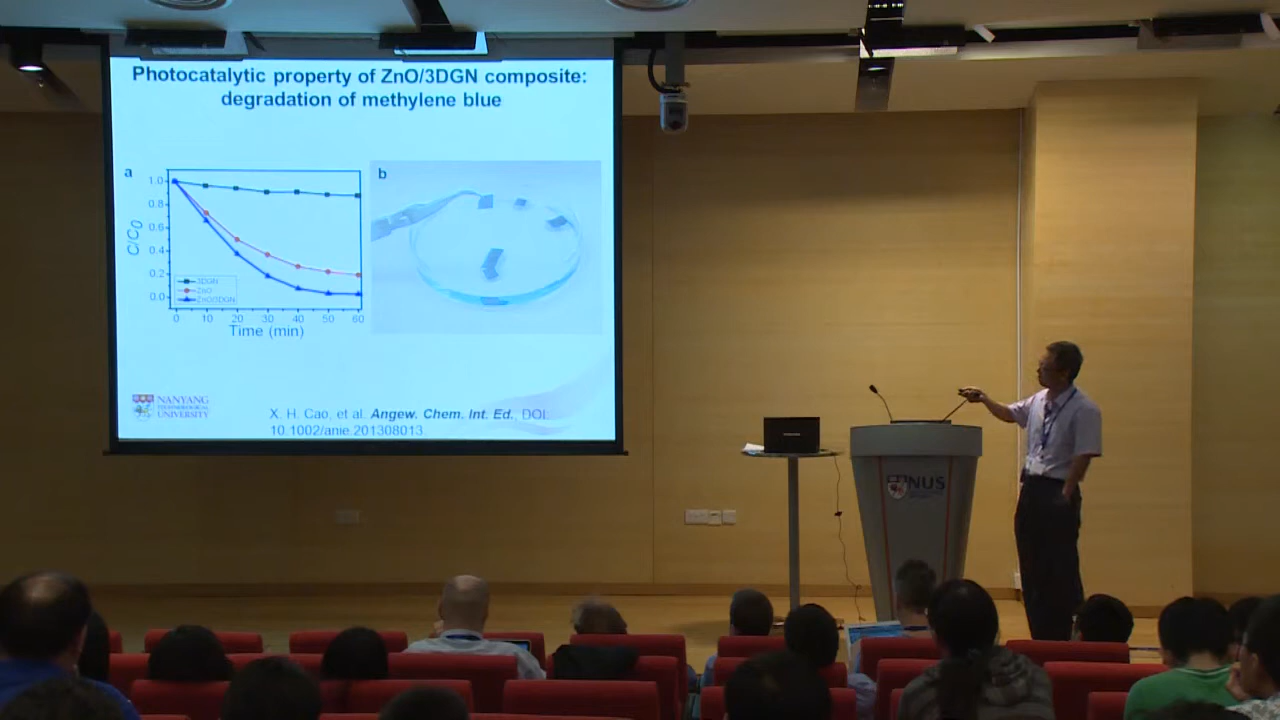 Photocatalytic property of ZnO/3DGN composite:
degradation of methylene blue
a
b
C/C0
1.0
0.8
0.6
0.4
0.2
0.0
3DGN
ZnO
ZnO/3DGN
0 10 20 30 40 50 60
Time (min)
NANYANG
TECHNOLOGICAL
UNIVERSITY
X. H. Cao, et al. Angew. Chem. Int. Ed., DOI:
10.1002/anie.201308013
NUS